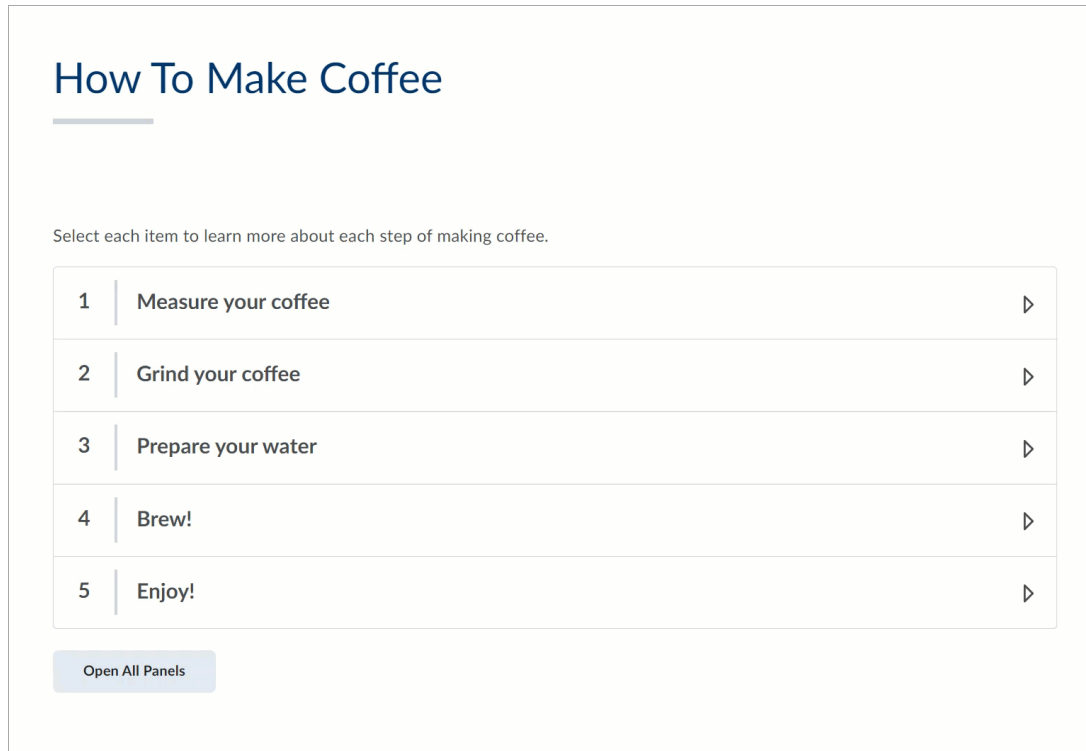 How To Make Coffee
Select each item to learn more about each step of making coffee.
1 Measure your coffee
2 Grind your coffee
3 Prepare your water
4 Brew!
5 Enjoy!
Open All Panels